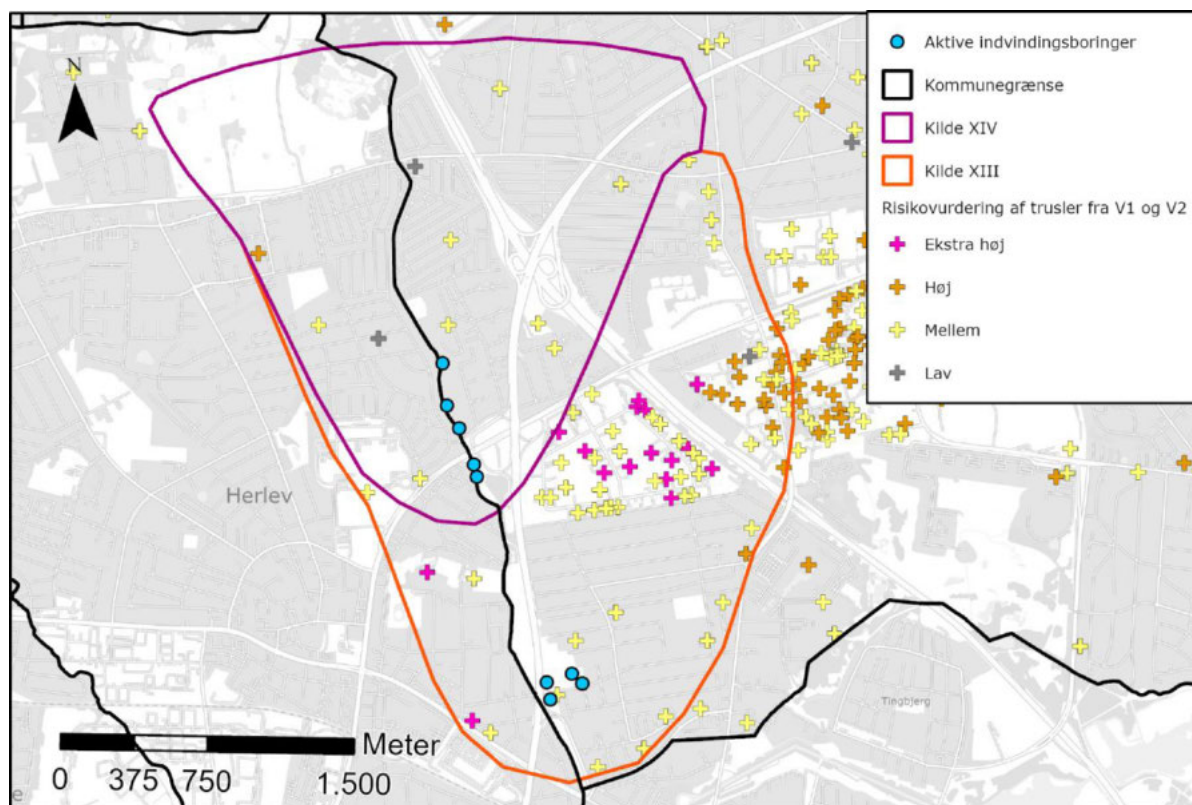 N
Aktive indvindingsboringer
Kommunegrænse
Kilde XIV
Kilde XIII
Risikovurdering af trusler fra V1 og V2
Ekstra høj
Høj
Mellem
Lav
Herlev
Tingbjerg
Meter
0 375 750 1.500
e